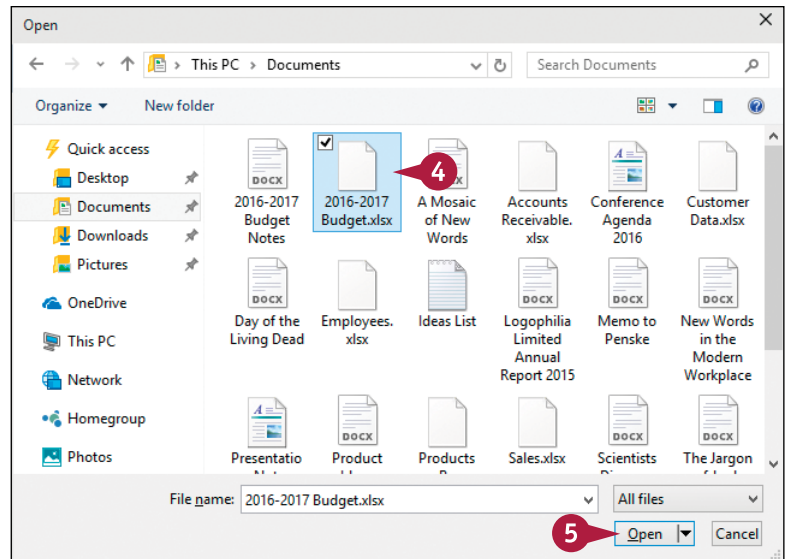 Open
This PC > Documents
Search Documents
Organize
New folder
Quick access
Desktop
Documents
Downloads
Pictures
OneDrive
This PC
Network
Homegroup
Photos
DOCX
2016-2017
Budget
Notes
2016-2017
Budget.xlsx
4
A Mosaic
of New
Words
Accounts
Receivable.
xlsx
Conference
Agenda
2016
Customer
Data.xlsx
DOCX
Day of the
Living Dead
Employees.
xlsx
Ideas List
DOCX
Logophilia
Limited
Annual
Report 2015
DOCX
Memo to
Penske
DOCX
New Words
in the
Modern
Workplace
Presentatio
DOCX
Product
Products
Sales.xlsx
DOCX
Scientists
DOCX
The Jargon
File name: 2016-2017 Budget.xlsx
All files
5
Open
Cancel